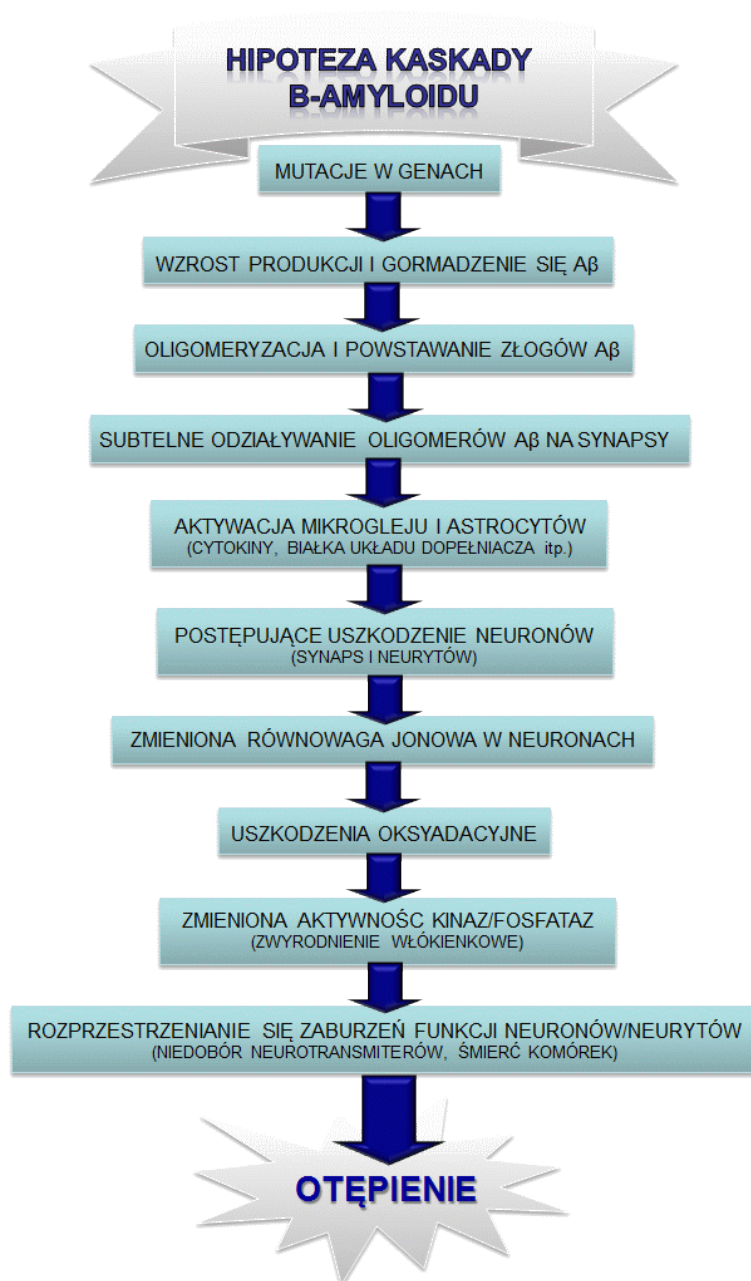 HIPOTEZA KASKADY
B-AMYLOIDU
MUTACJE W GENACH
WZROST PRODUKCJI I GORMADZENIE SIĘ Aβ
OLIGOMERYZACJA I POWSTAWANIE ZŁOGÓW Aβ
SUBTELNE ODZIAŁYWANIE OLIGOMERÓW Aβ NA SYNAPSY
AKTYWACJA MIKROGLEJU I ASTROCYTÓW
(CYTOKINY, BIAŁKA UKŁADU DOPEŁNIACZA itp.)
POSTĘPUJĄCE USZKODZENIE NEURONÓW
(SYNAPS I NEURYTÓW)
ZMIENIONA RÓWNOWAGA JONOWA W NEURONACH
USZKODZENIA OKSYADACYJNE
ZMIENIONA AKTYWNOŚC KINAZ/FOSFATAZ
(ZWYRODNIENIE WŁÓKIENKOWE)
ROZPRZESTRZENIANIE SIĘ ZABURZEŃ FUNKCJI NEURONÓW/NEURYTÓW
(NIEDOBÓR NEUROTRANSMITERÓW, ŚMIERĆ KOMÓREK)
OTĘPIENIE